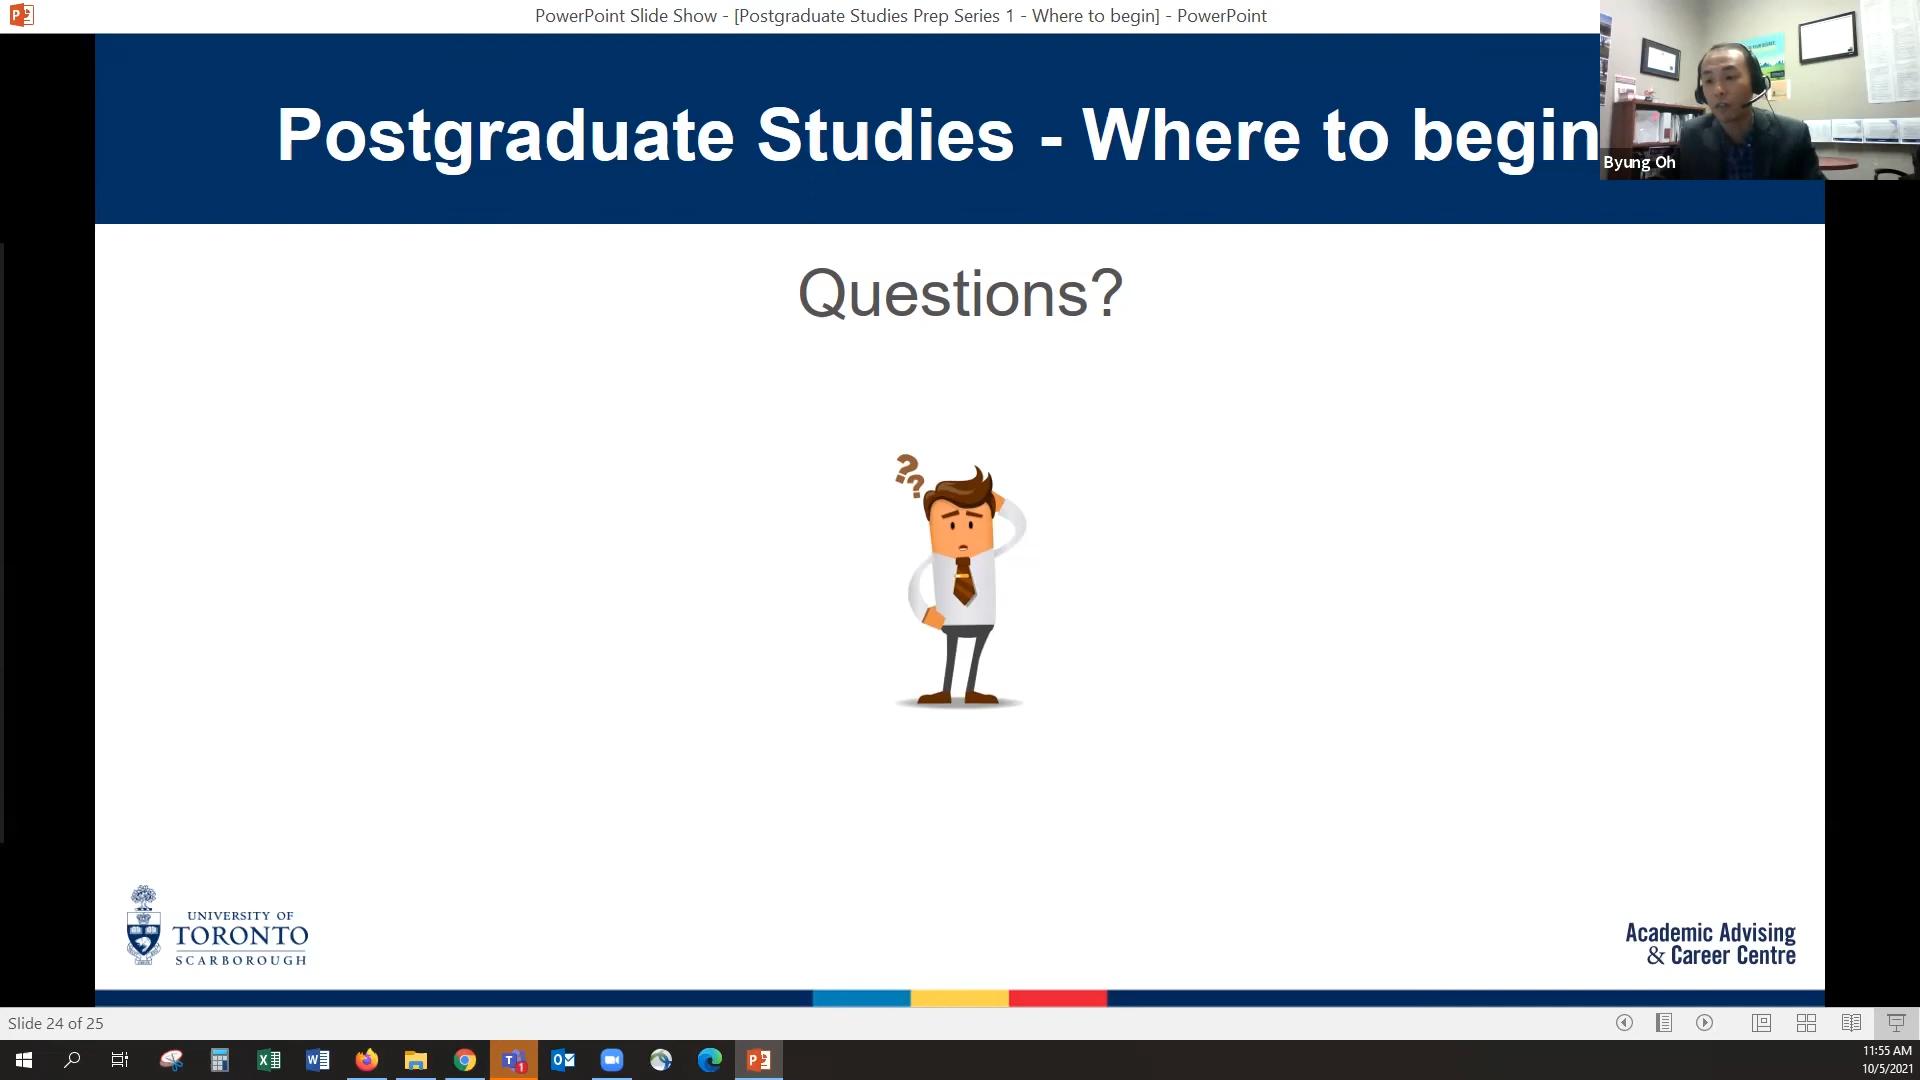 PowerPoint Slide Show - [Postgraduate Studies Prep Series 1 - Where to begin] - PowerPoint
Postgraduate Studies - Where to begin
Byung Oh
Questions?
??
UNIVERSITY OF
TORONTO
SCARBOROUGH
Academic Advising
& Career Centre
Slide 24 of 25
11:55 AM
10/5/2021